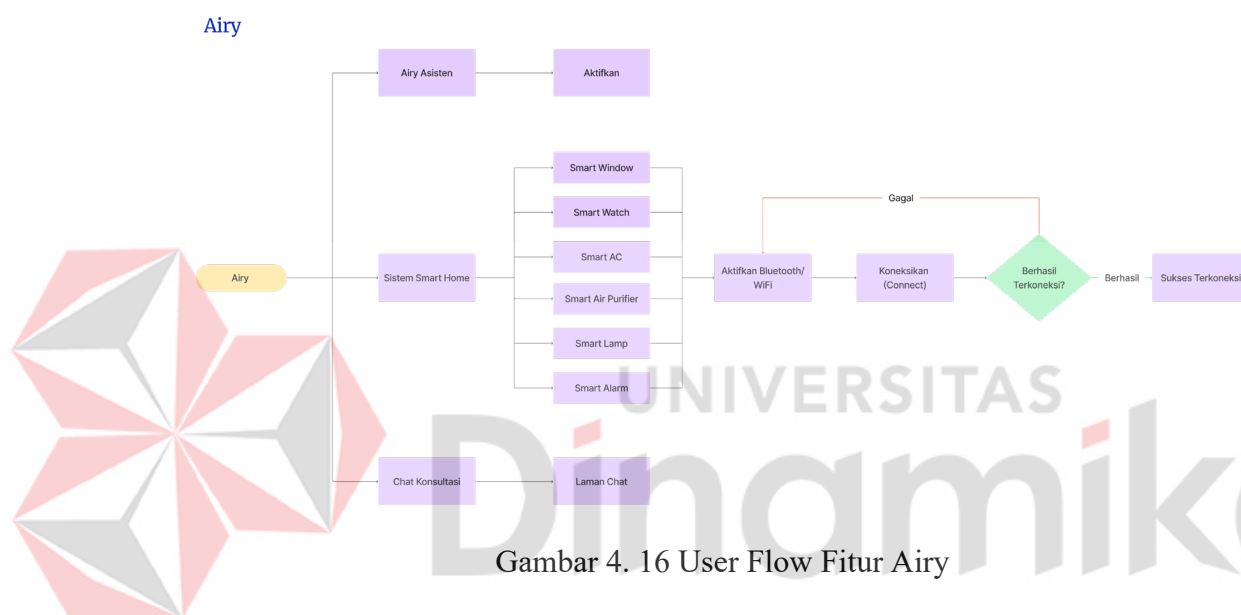 Airy
Airy Asisten
Aktifkan
Smart Window
Smart Watch
Smart AC
Smart Air Purifier
Smart Lamp
Smart Alarm
Airy
Sistem Smart Home
Aktifkan Bluetooth/
WiFi
Koneksikan
(Connect)
Gagal
Berhasil
Terkoneksi?
Berhasil
Sukses Terkoneksi
Chat Konsultasi
Laman Chat
UNIVERSITAS
Dinamika
Gambar 4. 16 User Flow Fitur Airy